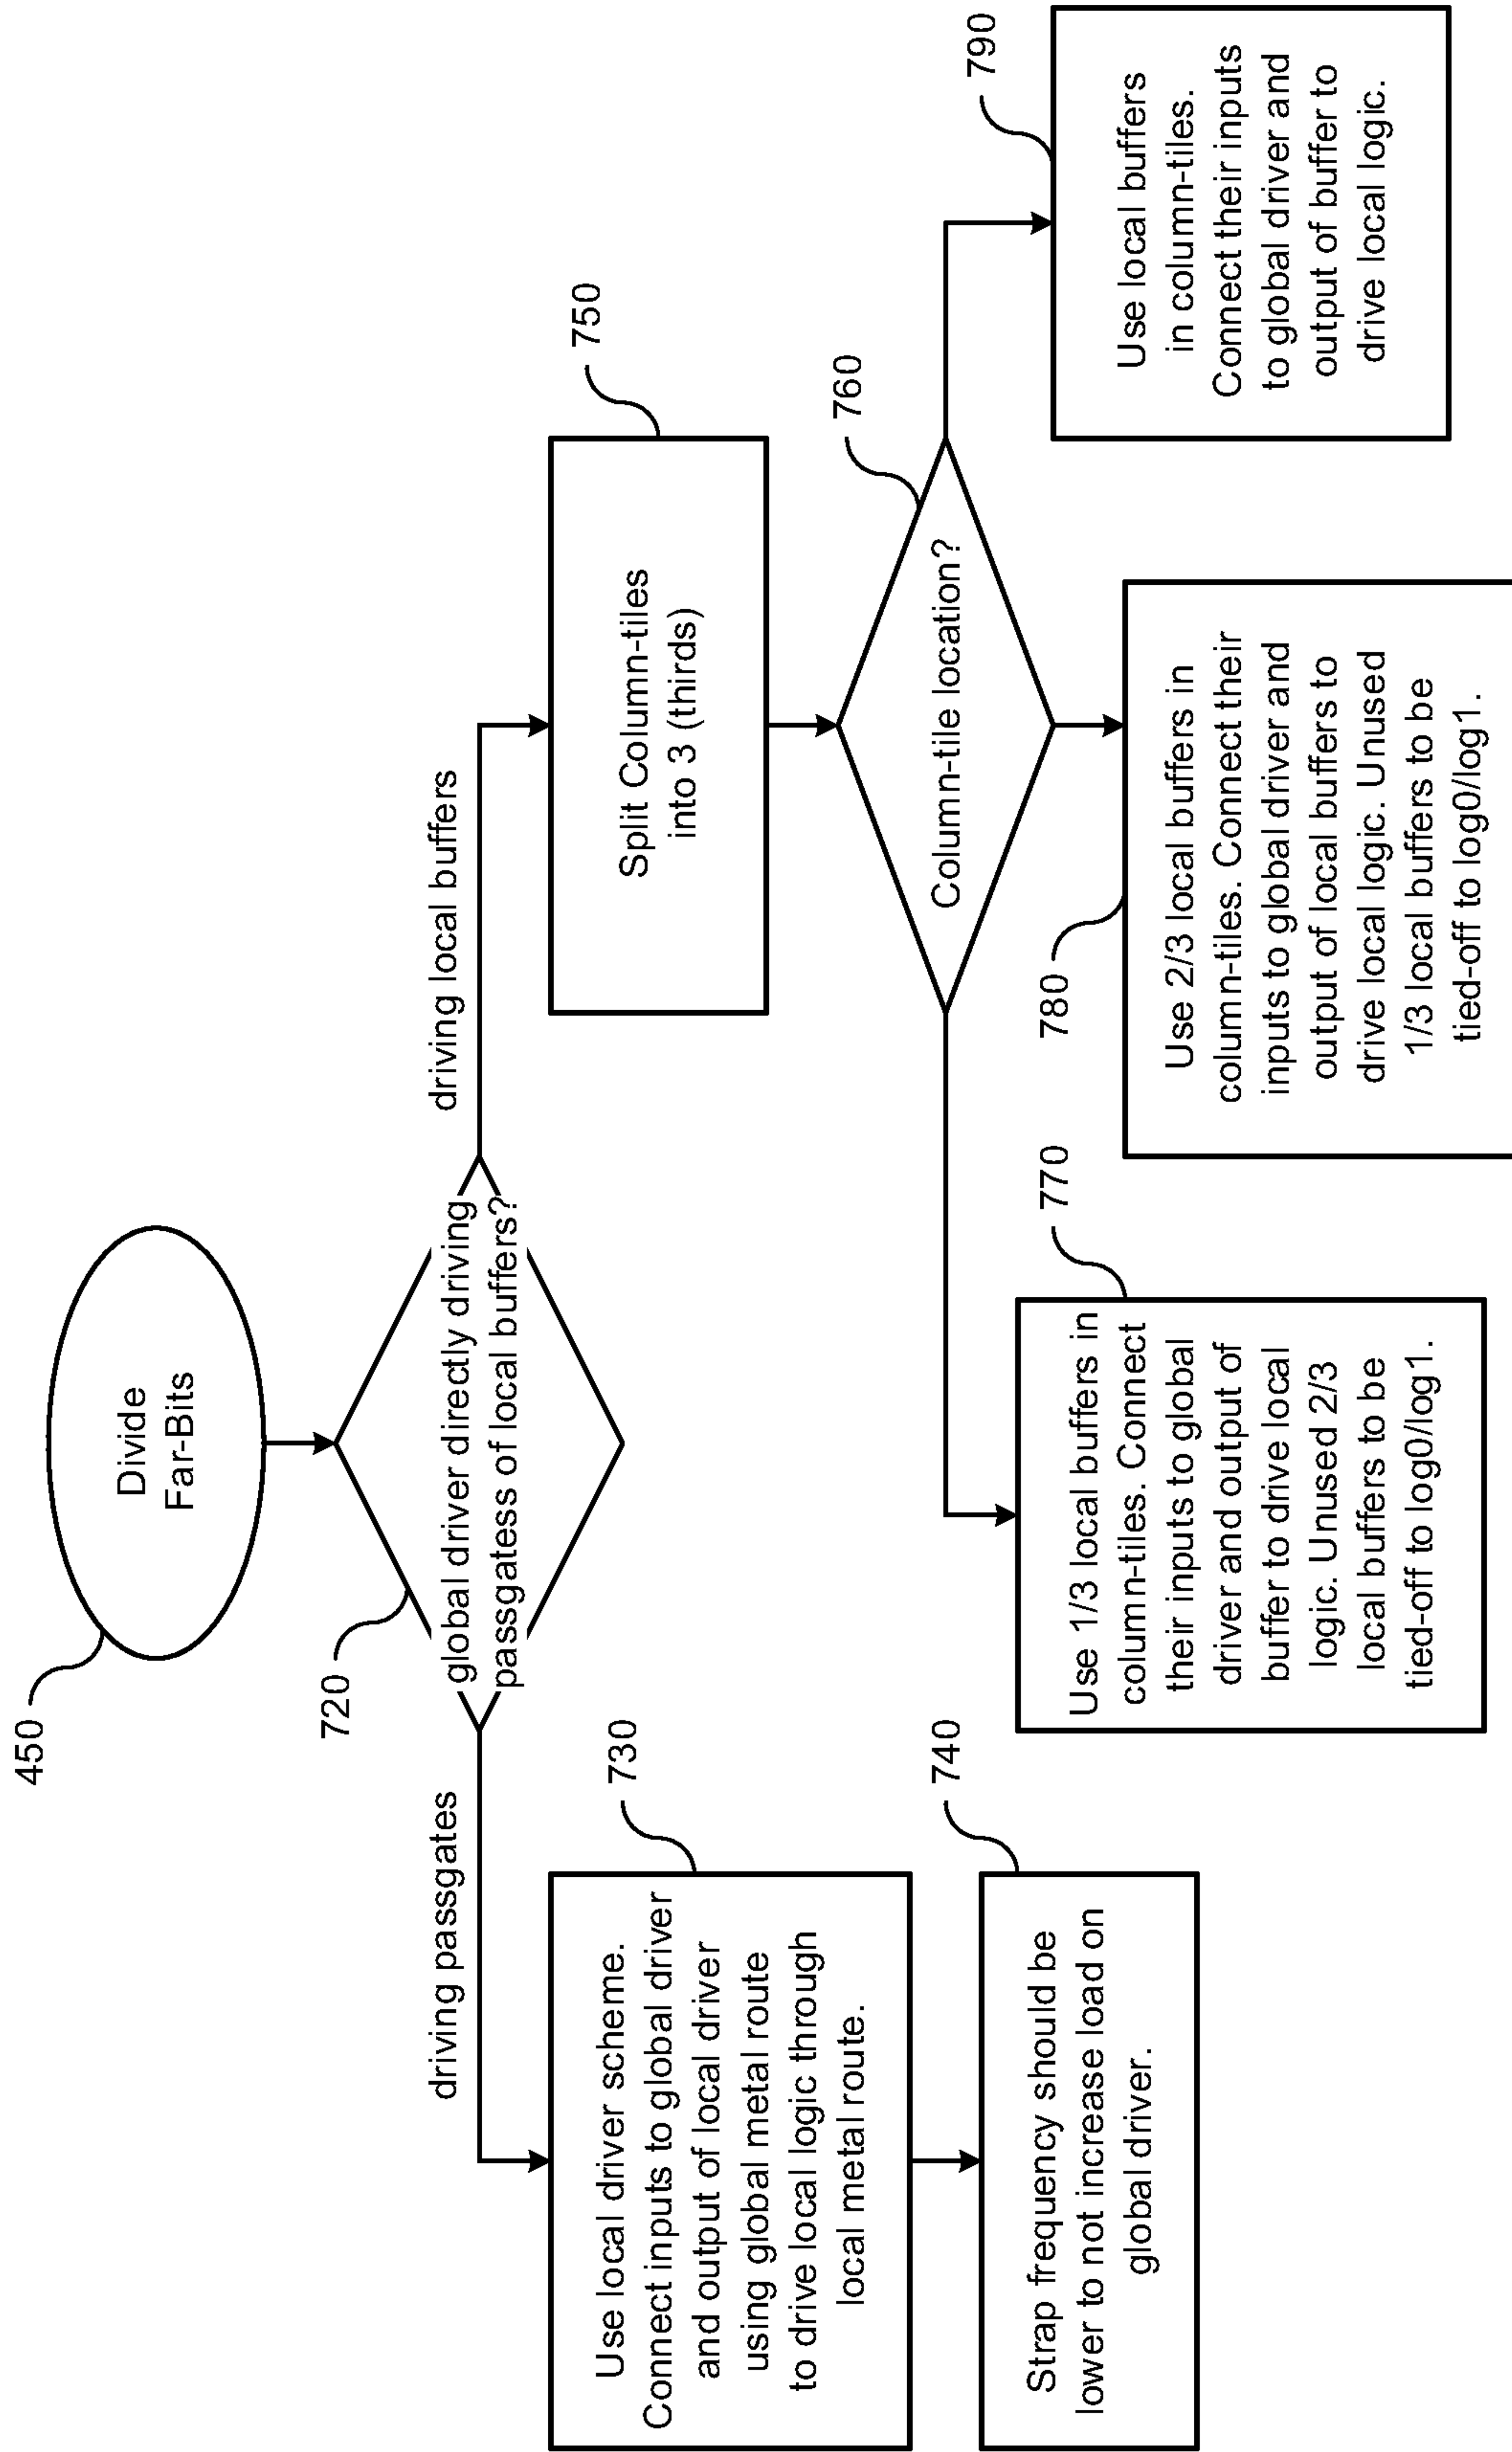 450
Divide
Far-Bits
720
global driver directly driving
passgatess of local buffers?
driving passgates
driving local buffers
730
Use local driver scheme.
Connect inputs to global driver
and output of local driver
using global metal route
to drive local logic through
local metal route.
740
Strap frequency should be
lower to not increase load on
global driver.
750
Split Column-tiles
into 3 (thirds)
760
Column-tile location?
770
Use 1/3 local buffers in
column-tiles. Connect
their inputs to global
driver and output of
buffer to drive local
logic. Unused 2/3
local buffers to be
tied-off to log0/log1.
780
Use 2/3 local buffers in
column-tiles. Connect their
inputs to global driver and
output of local buffers to
drive local logic. Unused
1/3 local buffers to be
tied-off to log0/log1.
790
Use local buffers
in column-tiles.
Connect their inputs
to global driver and
output of buffer to
drive local logic.